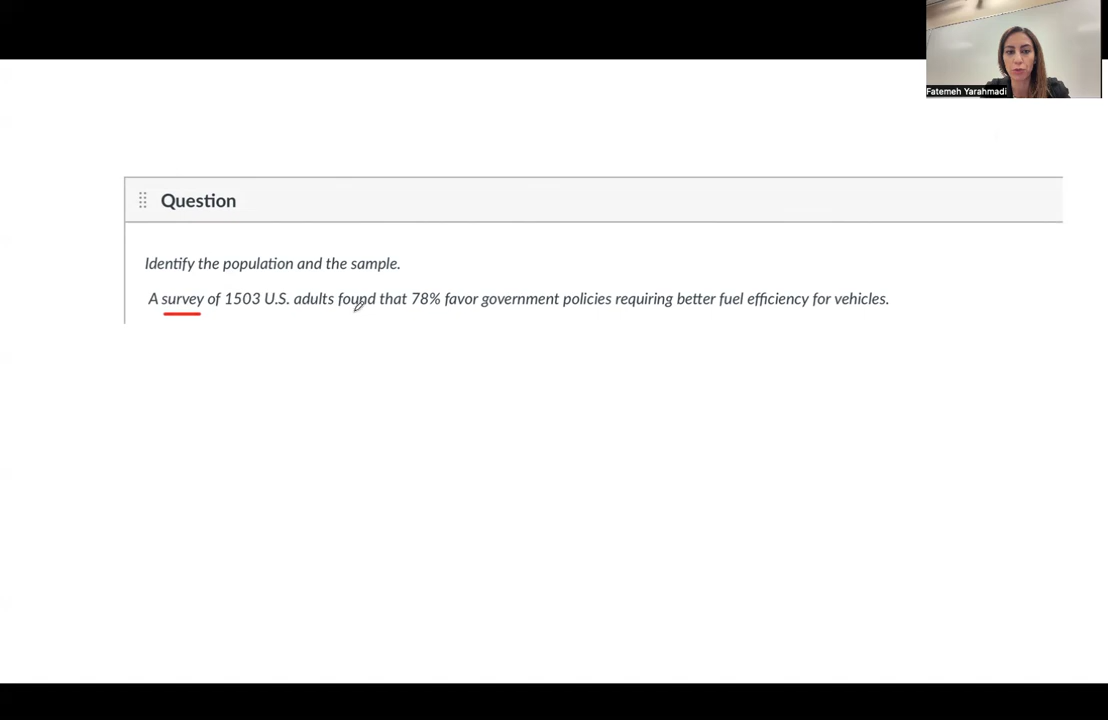 Fatemeh Yarahmadi
Question
Identify the population and the sample.
A survey of 1503 U.S. adults found that 78% favor government policies requiring better fuel efficiency for vehicles.